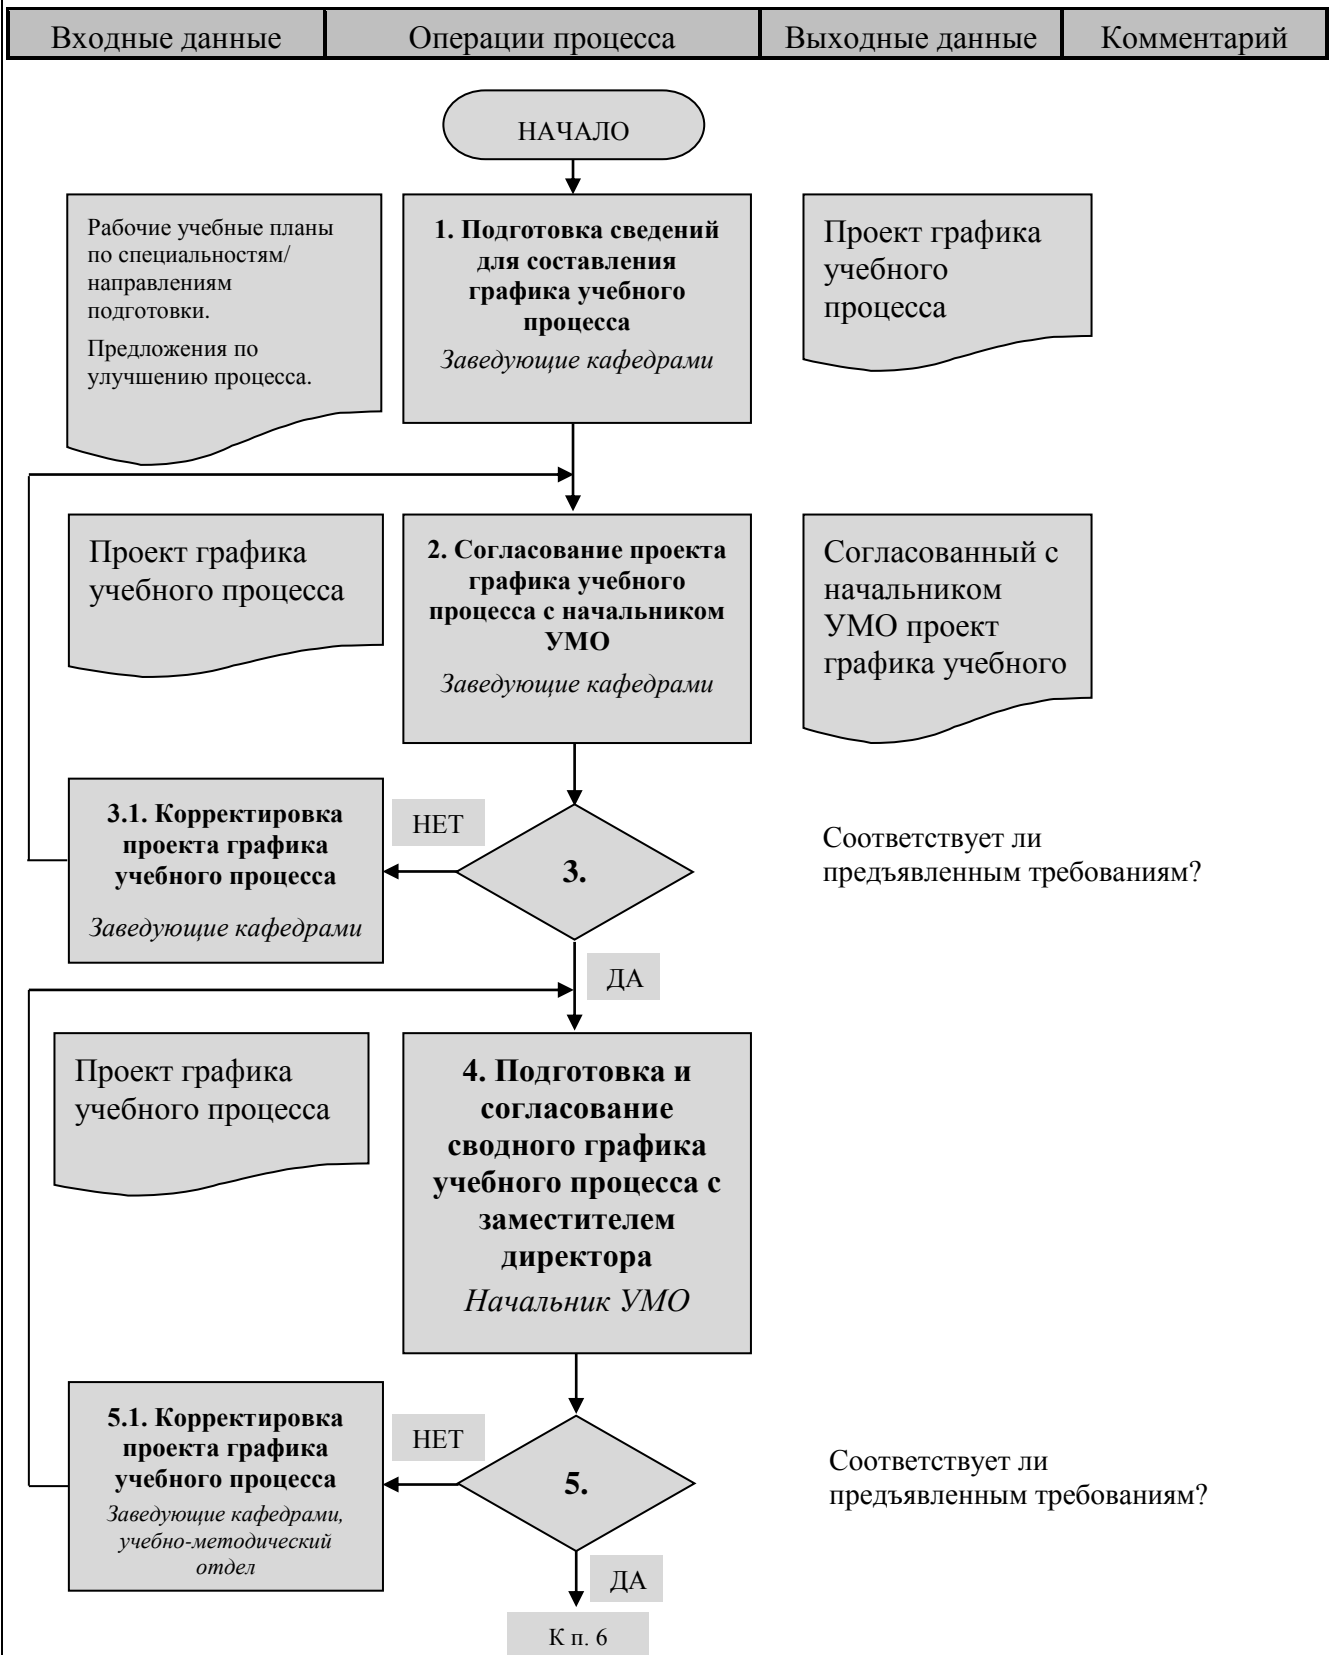 Входные данные
Операции процесса
Выходные данные
Комментарий
НАЧАЛО
Рабочие учебные планы
по специальностям/
направлениям
подготовки.
Предложения по
улучшению процесса.
1. Подготовка сведений
для составления
графика учебного
процесса
Заведующие кафедрами
Проект графика
учебного
процесса
Проект графика
учебного процесса
2. Согласование проекта
графика учебного
процесса с начальником
УМО
Заведующие кафедрами
Согласованный с
начальником
УМО проект
графика учебного
3.1. Корректировка
проекта графика
учебного процесса
Заведующие кафедрами
НЕТ
3.
Соответствует ли
предъявленным требованиям?
ДА
Проект графика
учебного процесса
4. Подготовка и
согласование
сводного графика
учебного процесса с
заместителем
директора
Начальник УМО
5.1. Корректировка
проекта графика
учебного процесса
Заведующие кафедрами,
учебно-методический
отдел
НЕТ
5.
Соответствует ли
предъявленным требованиям?
ДА
К п. 6